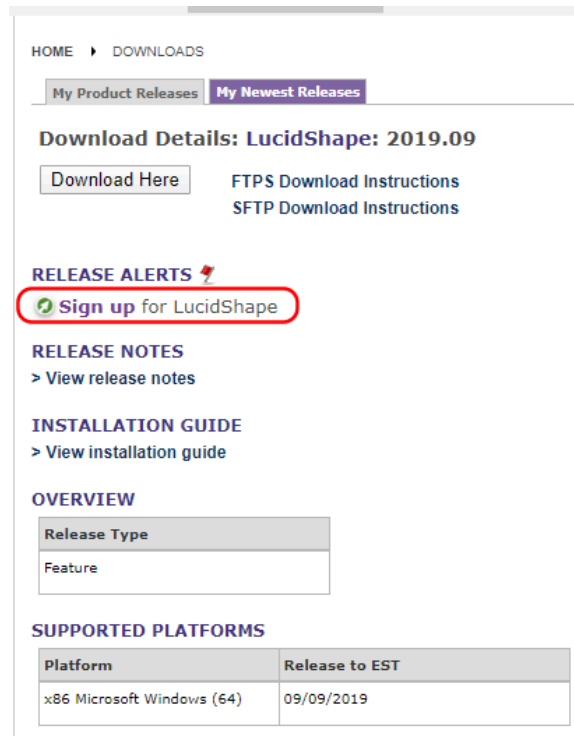 HOME DOWNLOADS
My Product Releases My Newest Releases
Download Details: LucidShape: 2019.09
Download Here FTPS Download Instructions
SFTP Download Instructions
RELEASE ALERTS
Sign up for LucidShape
RELEASE NOTES
> View release notes
INSTALLATION GUIDE
> View installation guide
OVERVIEW
Release Type
Feature
SUPPORTED PLATFORMS
Platform Release to EST
x86 Microsoft Windows (64) 09/09/2019